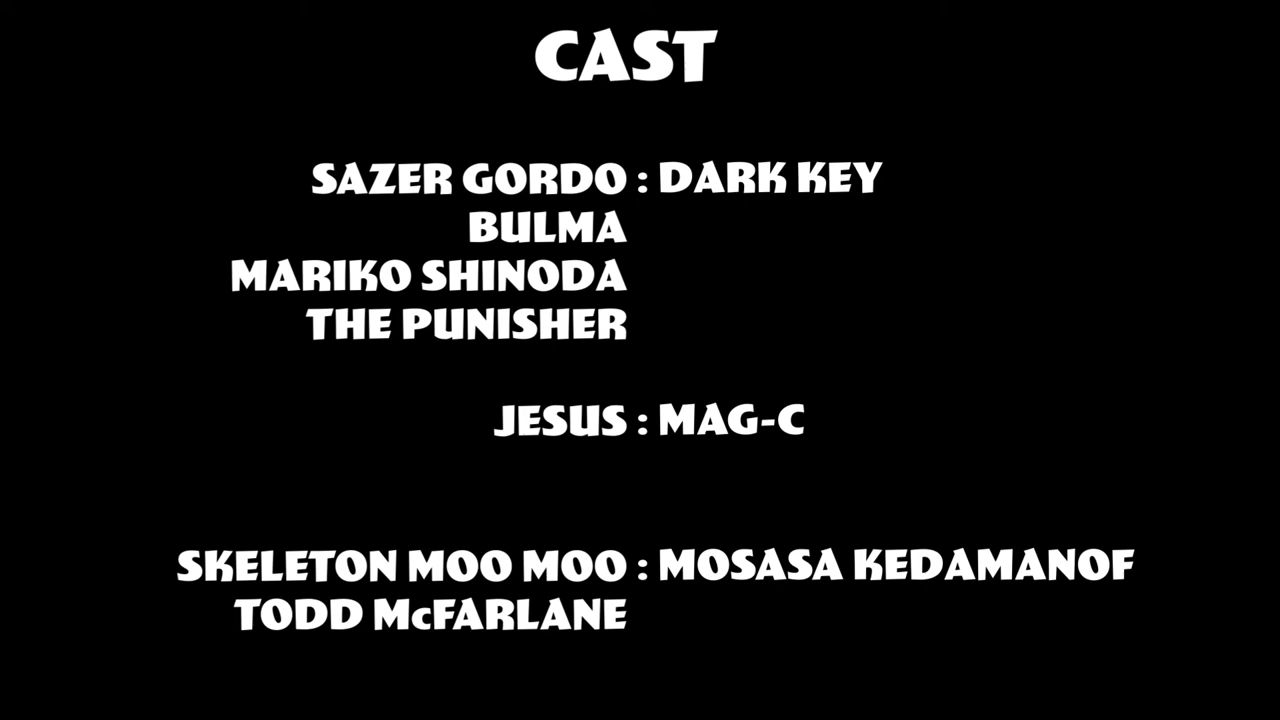 CAST
SAZER GORDO : DARK KEY
BULMA
MARIKO SHINODA
THE PUNISHER
JESUS : MAG-C
SKELETON MOO MOO : MOSASA KEDAMANOF
TODD McFARLANE